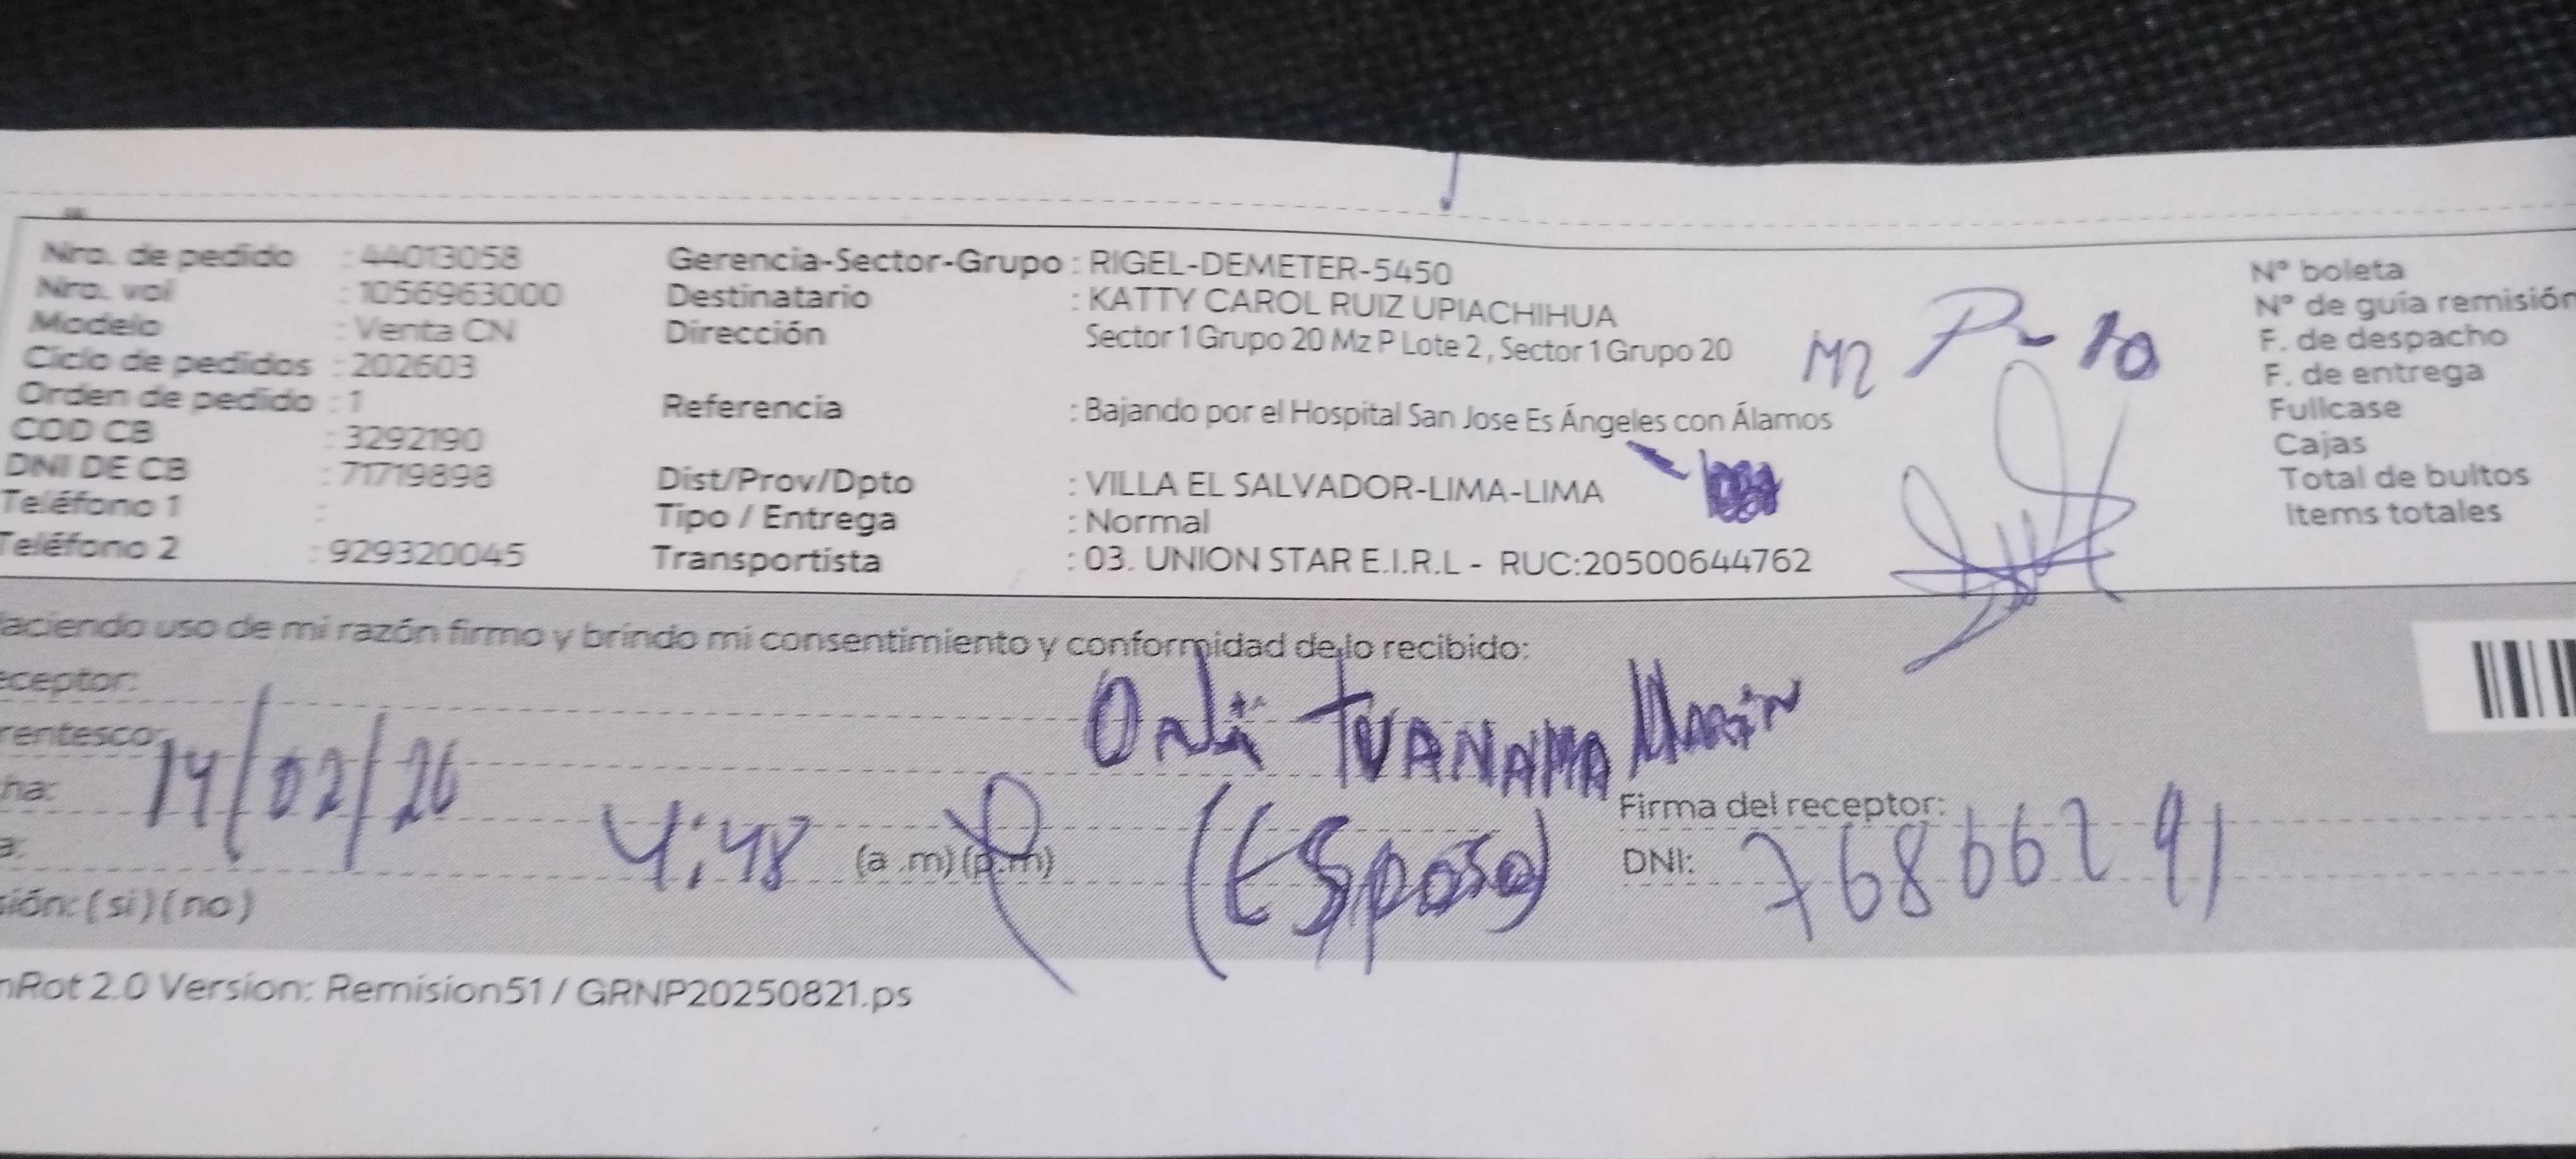 Nro. de pedido : 44013058
Nro. vol : 1056963000
Modelo : Venta CN
Ciclo de pedidos : 202603
Orden de pedido : 1
COD CB : 3292190
DNI DE CB : 71719898
Teléfono 1 :
Teléfono 2 : 929320045
Gerencia-Sector-Grupo : RIGEL-DEMETER-5450
Destinatario : KATTY CAROL RUIZ UPIACHIHUA
Dirección Sector 1 Grupo 20 Mz P Lote 2 , Sector 1 Grupo 20
Referencia : Bajando por el Hospital San Jose Es Ángeles con Álamos
Dist/Prov/Dpto : VILLA EL SALVADOR-LIMA-LIMA
Tipo / Entrega : Normal
Transportista : 03. UNION STAR E.I.R.L - RUC:20500644762
Mz P-10
Nº boleta
Nº de guía remisión
F. de despacho
F. de entrega
Fullcase
Cajas
Total de bultos
Items totales
Haciendo uso de mi razón firmo y brindo mi consentimiento y conformidad de lo recibido:
eceptor:
TUANAMA MARIN
rentesco:
ha: 14/02/26
a: 4:48 (a .m) (p.m)
(Esposo)
Firma del receptor:
DNI: 76866291
sión: ( si ) ( no )
nRot 2.0 Version: Remision51 / GRNP20250821.ps